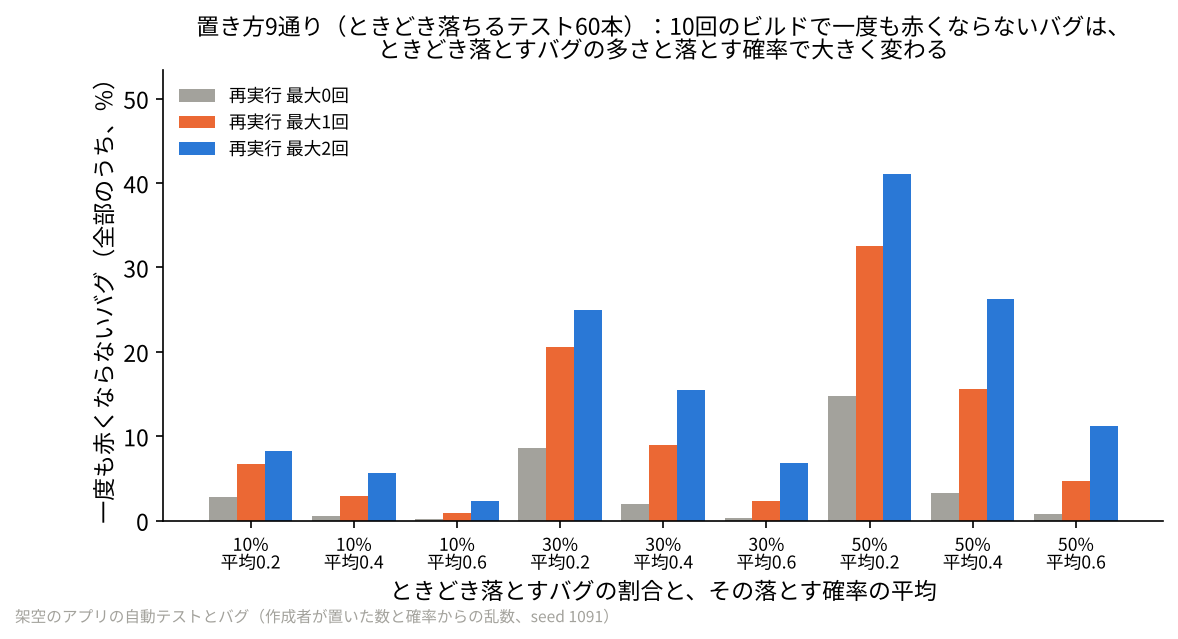 置き方9通り（ときどき落ちるテスト60本）：10回のビルドで一度も赤くならないバグは、
ときどき落とすバグの多さと落とす確率で大きく変わる
一度も赤くならないバグ（全部のうち、%）
50
40
30
20
10
0
再実行 最大0回
再実行 最大1回
再実行 最大2回
10%
平均0.2
10%
平均0.4
10%
平均0.6
30%
平均0.2
30%
平均0.4
30%
平均0.6
50%
平均0.2
50%
平均0.4
50%
平均0.6
ときどき落とすバグの割合と、その落とす確率の平均
架空のアプリの自動テストとバグ（作成者が置いた数と確率からの乱数、seed 1091）